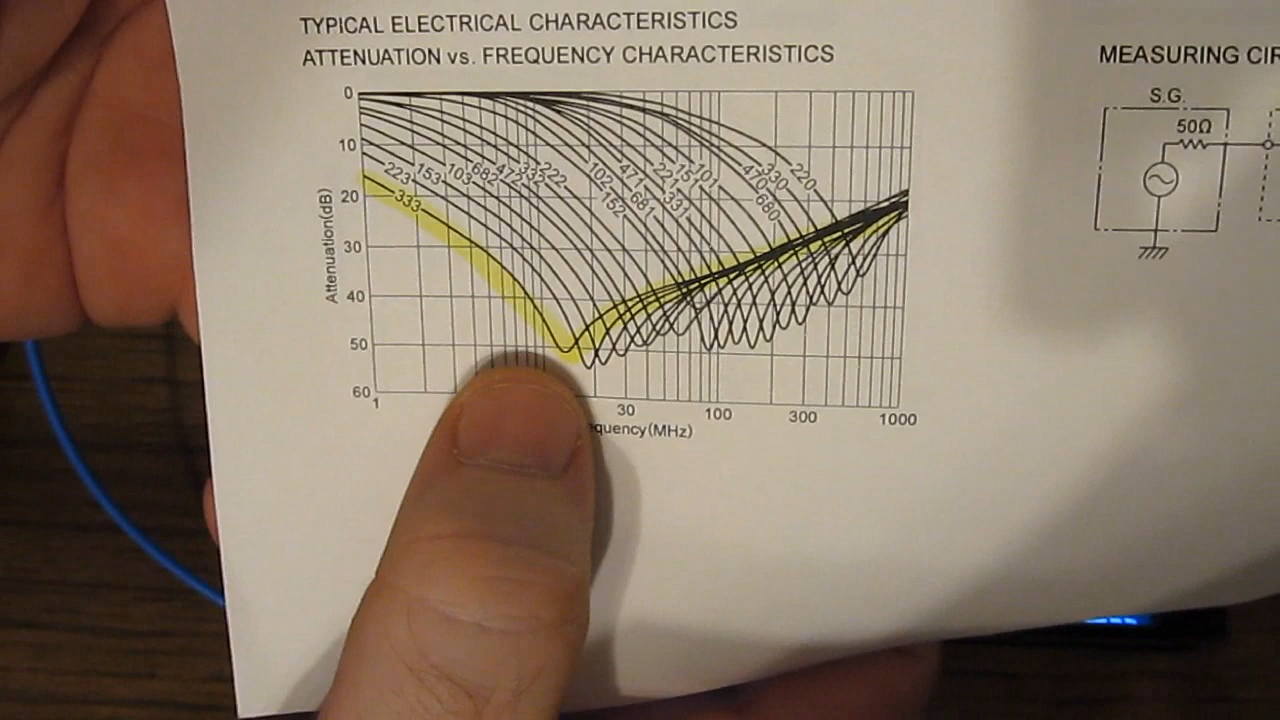 TYPICAL ELECTRICAL CHARACTERISTICS
ATTENUATION vs. FREQUENCY CHARACTERISTICS
MEASURING CIR
S.G.
50Ω
Attenuation(dB)
0
10
20
30
40
50
60
223 153 103 682 472 332 222 102 471 221 151 101 470 330 220
333 152 681 331 680
1 30 100 300 1000
quency(MHz)